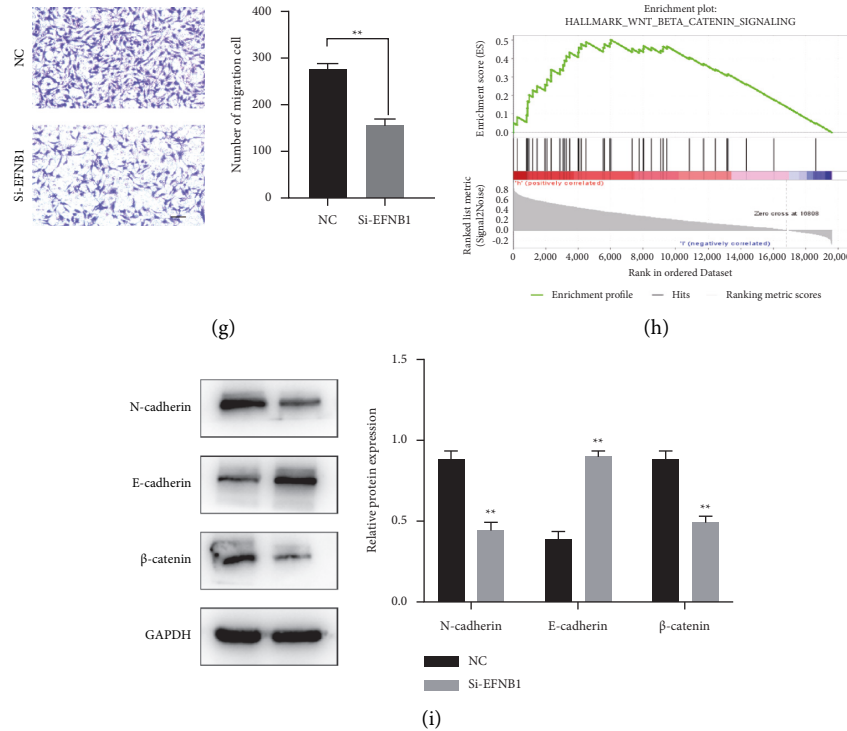 NC
Si-EFNB1
Number of migration cell
400
300
200
100
0
**
NC
Si-EFNB1
(g)
Enrichment plot:
HALLMARK_WNT_BETA_CATENIN_SIGNALING
Enrichment score (ES)
0.5
0.4
0.3
0.2
0.1
0.0
'h' (positively correlated)
Ranked list metric
(Signal2Noise)
0.8
0.6
0.4
0.2
0.0
-0.2
Zero cross at
'l' (negatively correlated)
0
2,000
4,000
6,000
8,000
10,000
12,000
14,000
16,000
18,000
20,000
Rank in ordered Dataset
Enrichment profile
Hits
Ranking metric scores
(h)
N-cadherin
E-cadherin
β-catenin
GAPDH
Relative protein expression
1.5
1.0
0.5
0.0
**
**
**
N-cadherin
E-cadherin
β-catenin
NC
Si-EFNB1
(i)